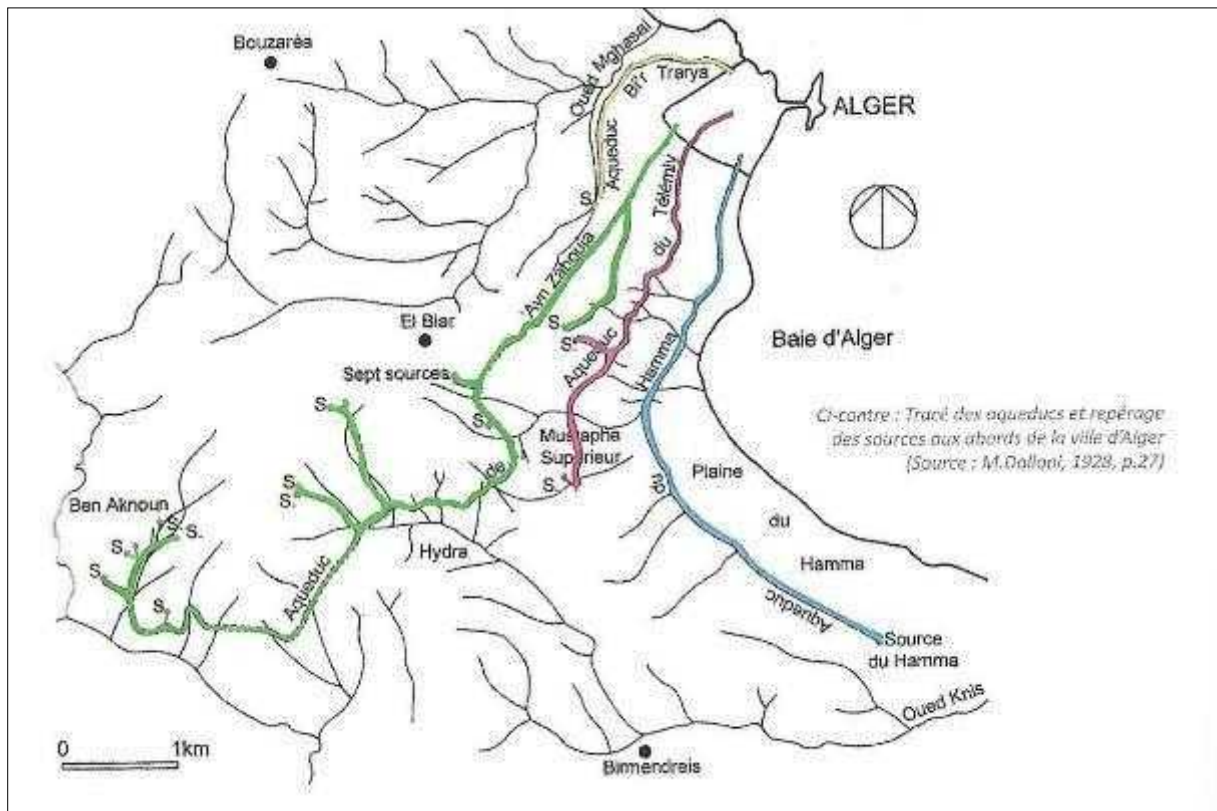 Bouzaréa
Oued Mghasel
Aqueduc Bi'r Trarya
ALGER
S
Aqueduc du Télémly
'Ayn Zabouja
El Biar
S
S
Baie d'Alger
Hamma
Sept sources
Ci-contre : Tracé des aqueducs et repérage
des sources aux abords de la ville d'Alger
(Source : M.Dalloni, 1928, p.27)
S
S
Mustapha
Supérieur
de
S
Plaine
du
Hamma
S
S
Ben Aknoun
S
S
S
S
S
Hydra
du
Aqueduc
Aqueduc
Source
du Hamma
Oued Knis
0 1km
Birmendreis